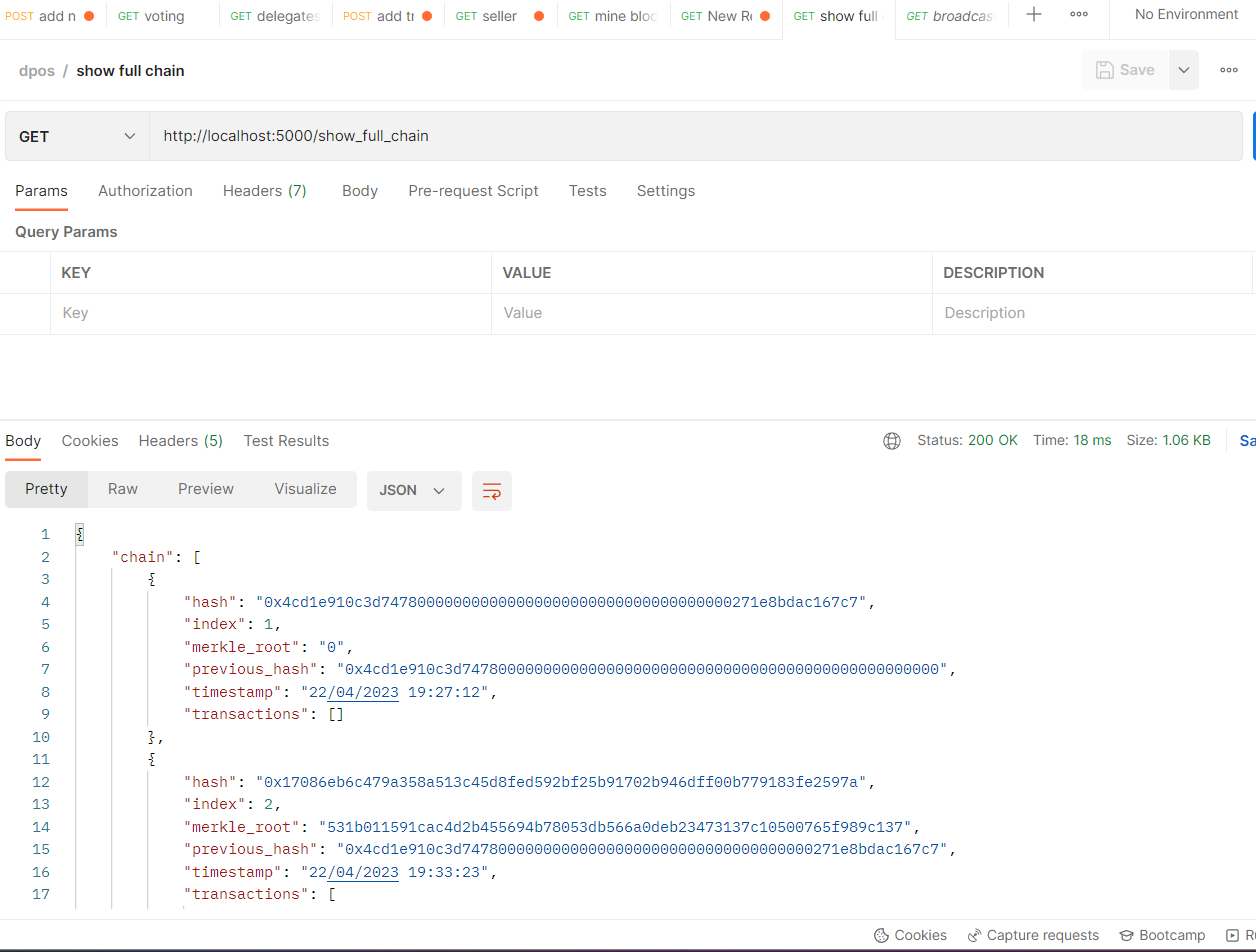 POST add n GET voting GET delegates POST add tr GET seller GET mine bloc GET New Re GET show full GET broadcas No Environment
dpos / show full chain Save
GET http://localhost:5000/show_full_chain
Params Authorization Headers (7) Body Pre-request Script Tests Settings
Query Params
KEY VALUE DESCRIPTION
Key Value Description
Body Cookies Headers (5) Test Results Status: 200 OK Time: 18 ms Size: 1.06 KB Sa
Pretty Raw Preview Visualize JSON
1 {
2 "chain": [
3 {
4 "hash": "0x4cd1e910c3d74780000000000000000000000000000000000271e8bdac167c7",
5 "index": 1,
6 "merkle_root": "0",
7 "previous_hash": "0x4cd1e910c3d7478000000000000000000000000000000000000000000000000",
8 "timestamp": "22/04/2023 19:27:12",
9 "transactions": []
10 },
11 {
12 "hash": "0x17086eb6c479a358a513c45d8fed592bf25b91702b946dff00b779183fe2597a",
13 "index": 2,
14 "merkle_root": "531b011591cac4d2b455694b78053db566a0deb23473137c10500765f989c137",
15 "previous_hash": "0x4cd1e910c3d74780000000000000000000000000000000000271e8bdac167c7",
16 "timestamp": "22/04/2023 19:33:23",
17 "transactions": [
Cookies Capture requests Bootcamp R